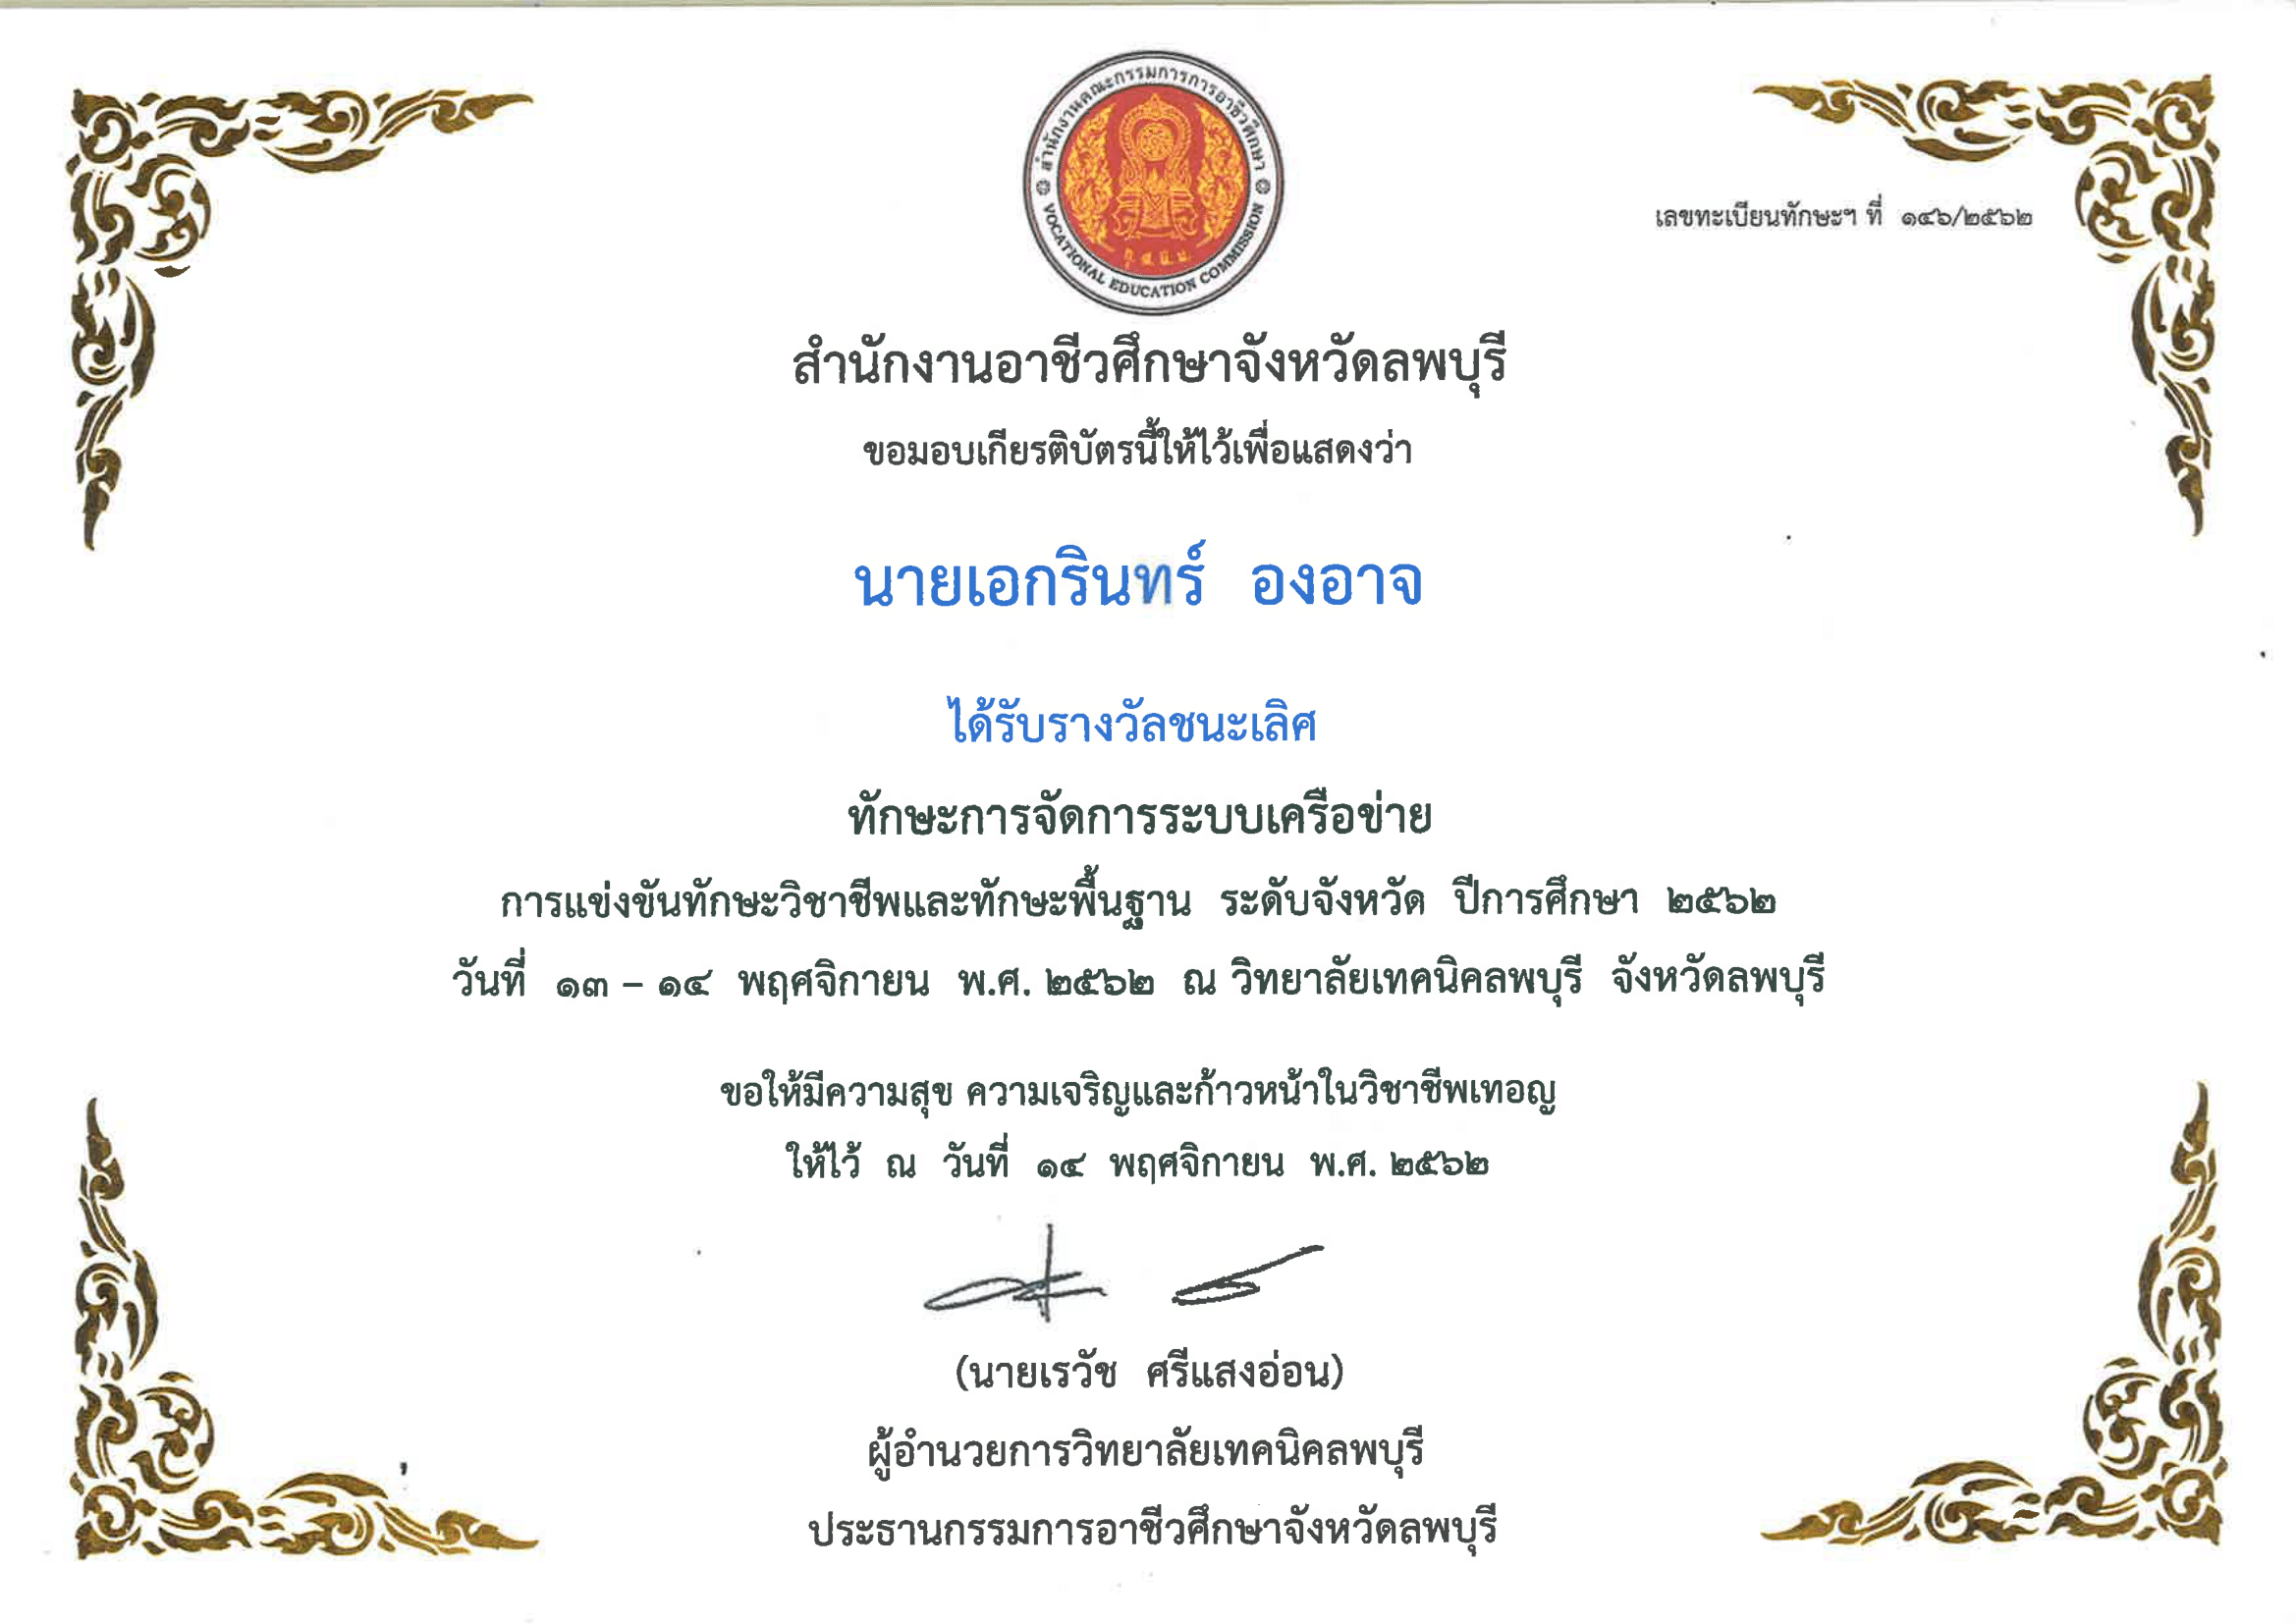 สำนักงานคณะกรรมการการอาชีวศึกษา
VOCATIONAL EDUCATION COMMISSION
เลขทะเบียนทักษะฯ ที่ ๑๔๖/๒๕๖๒
สำนักงานอาชีวศึกษาจังหวัดลพบุรี
ขอมอบเกียรติบัตรนี้ให้ไว้เพื่อแสดงว่า
นายเอกรินทร์ องอาจ
ได้รับรางวัลชนะเลิศ
ทักษะการจัดการระบบเครือข่าย
การแข่งขันทักษะวิชาชีพและทักษะพื้นฐาน ระดับจังหวัด ปีการศึกษา ๒๕๖๒
วันที่ ๑๓ – ๑๔ พฤศจิกายน พ.ศ. ๒๕๖๒ ณ วิทยาลัยเทคนิคลพบุรี จังหวัดลพบุรี
ขอให้มีความสุข ความเจริญและก้าวหน้าในวิชาชีพเทอญ
ให้ไว้ ณ วันที่ ๑๔ พฤศจิกายน พ.ศ. ๒๕๖๒
(นายเรวัช ศรีแสงอ่อน)
ผู้อำนวยการวิทยาลัยเทคนิคลพบุรี
ประธานกรรมการอาชีวศึกษาจังหวัดลพบุรี